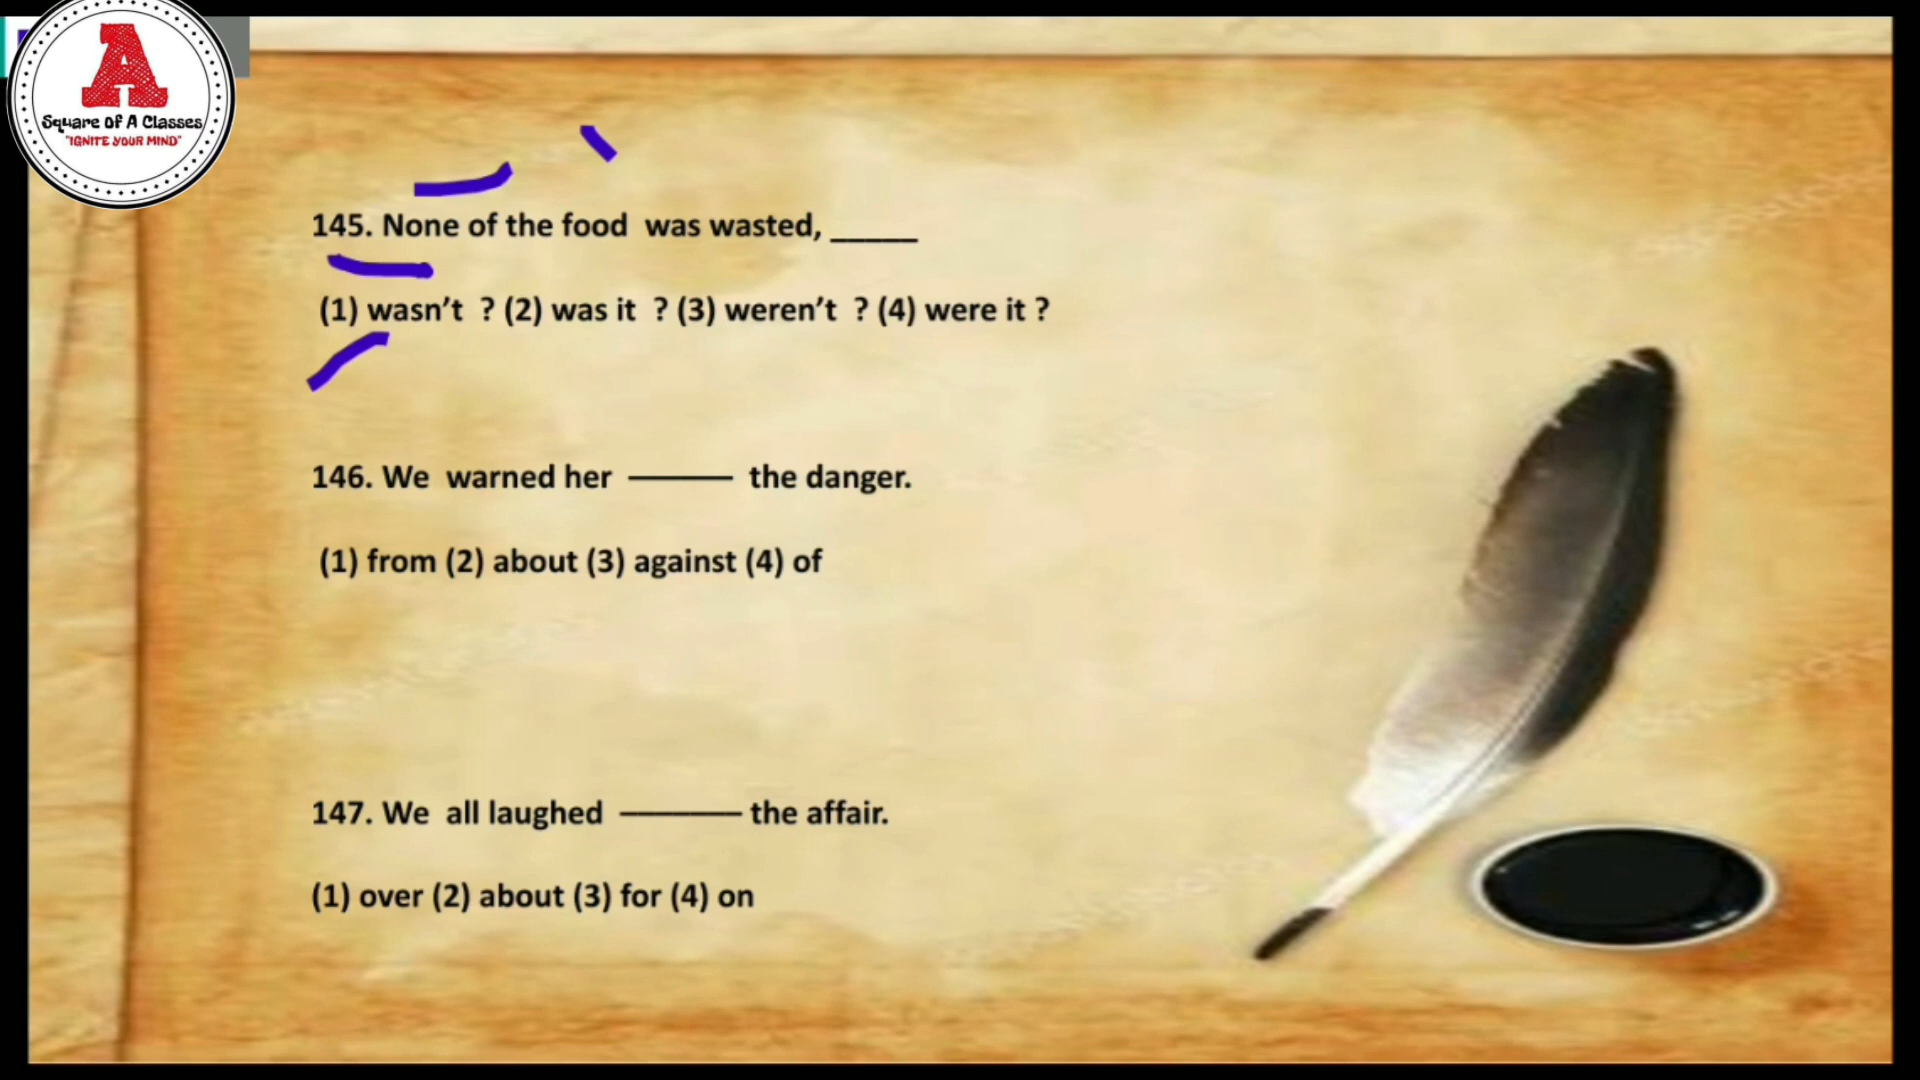 A
Square Of A Classes
"IGNITE YOUR MIND"
145. None of the food was wasted, _____
(1) wasn’t ? (2) was it ? (3) weren’t ? (4) were it ?
146. We warned her ――― the danger.
(1) from (2) about (3) against (4) of
147. We all laughed ――― the affair.
(1) over (2) about (3) for (4) on